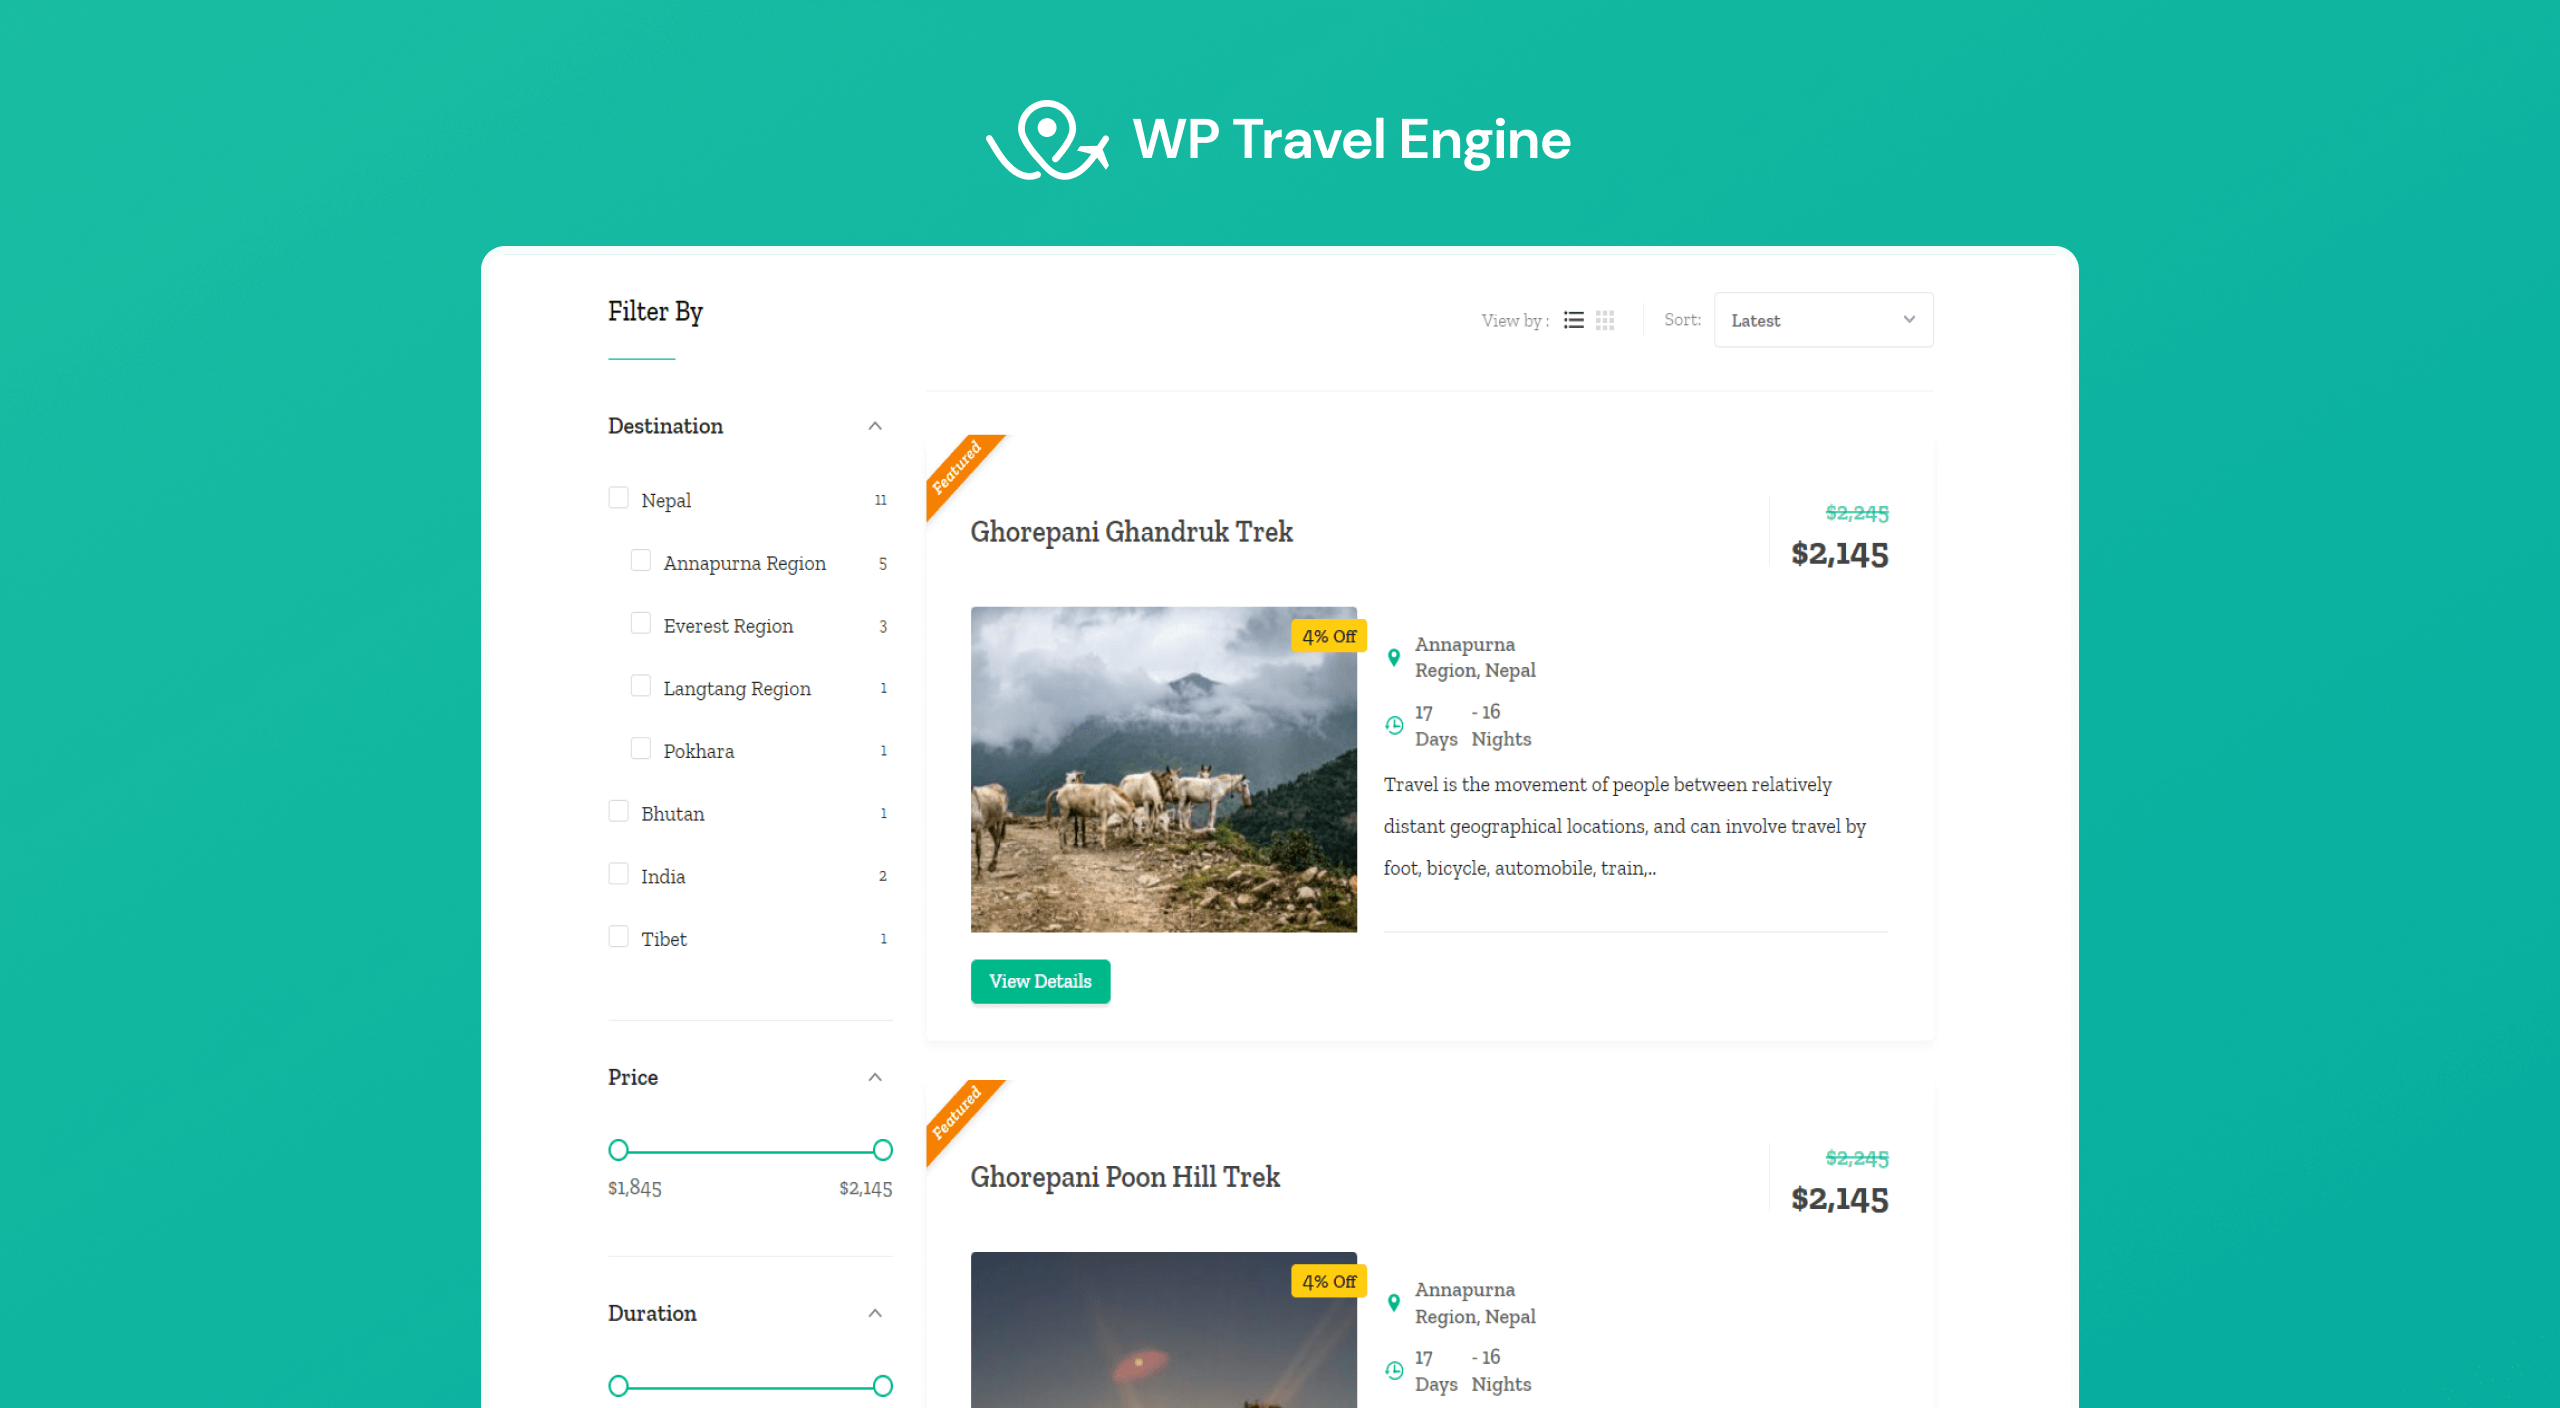 WP Travel Engine
Filter By
View by :
Sort:
Latest
Destination
Nepal 11
Annapurna Region 5
Everest Region 3
Langtang Region 1
Pokhara 1
Bhutan 1
India 2
Tibet 1
Price
$1,845 $2,145
Duration
Featured
Ghorepani Ghandruk Trek
$2,245
$2,145
4% Off
Annapurna
Region, Nepal
17 - 16
Days Nights
Travel is the movement of people between relatively
distant geographical locations, and can involve travel by
foot, bicycle, automobile, train,..
View Details
Featured
Ghorepani Poon Hill Trek
$2,245
$2,145
4% Off
Annapurna
Region, Nepal
17 - 16
Days Nights